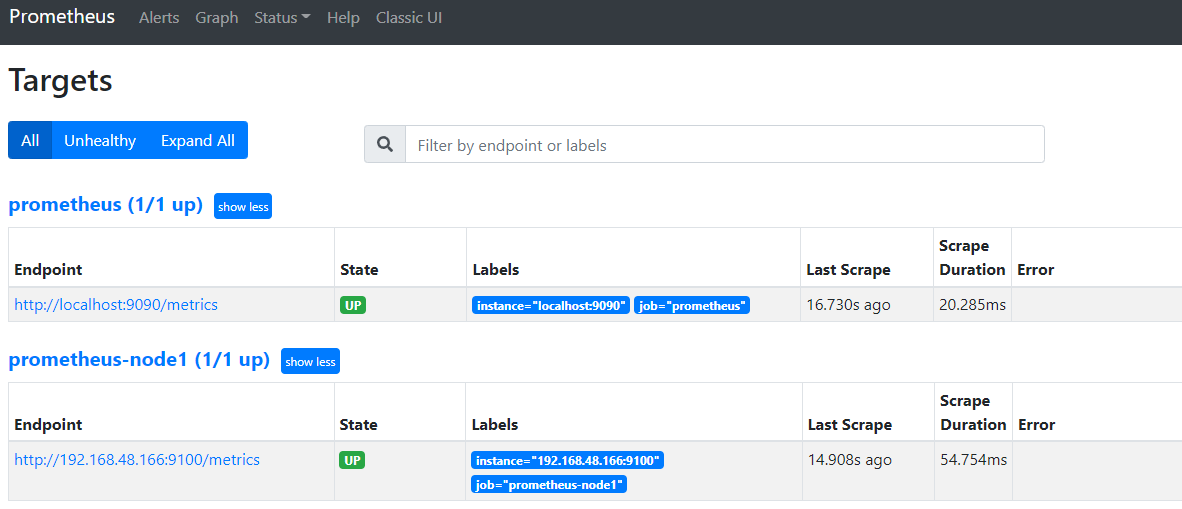 Prometheus Alerts Graph Status Help Classic UI
Targets
All Unhealthy Expand All
Filter by endpoint or labels
prometheus (1/1 up) show less
Endpoint State Labels Last Scrape Scrape Duration Error
http://localhost:9090/metrics UP instance="localhost:9090" job="prometheus" 16.730s ago 20.285ms
prometheus-node1 (1/1 up) show less
Endpoint State Labels Last Scrape Scrape Duration Error
http://192.168.48.166:9100/metrics UP instance="192.168.48.166:9100" 14.908s ago 54.754ms
job="prometheus-node1"